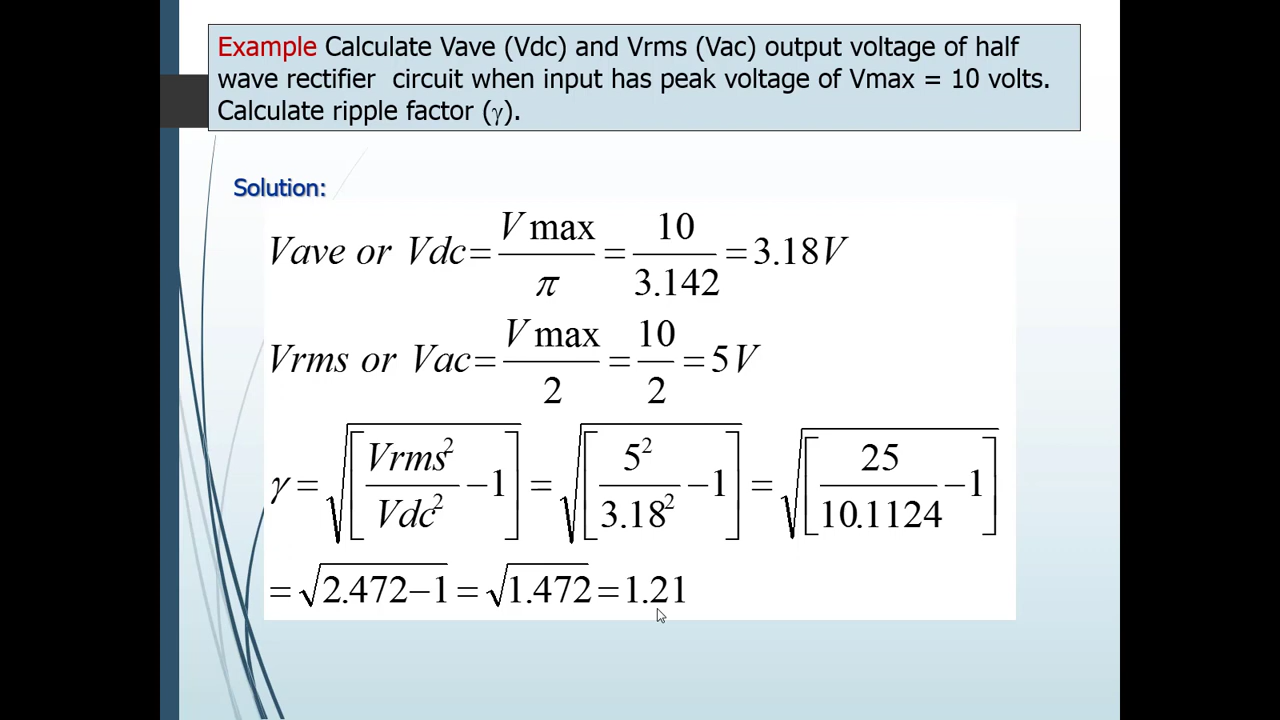 Example Calculate Vave (Vdc) and Vrms (Vac) output voltage of half
wave rectifier circuit when input has peak voltage of Vmax = 10 volts.
Calculate ripple factor (γ).
Solution:
Vave or Vdc = V max / π = 10 / 3.142 = 3.18V
Vrms or Vac = V max / 2 = 10 / 2 = 5V
γ = √[Vrms² / Vdc² − 1] = √[5² / 3.18² − 1] = √[25 / 10.1124 − 1]
= √2.472−1 = √1.472 = 1.21